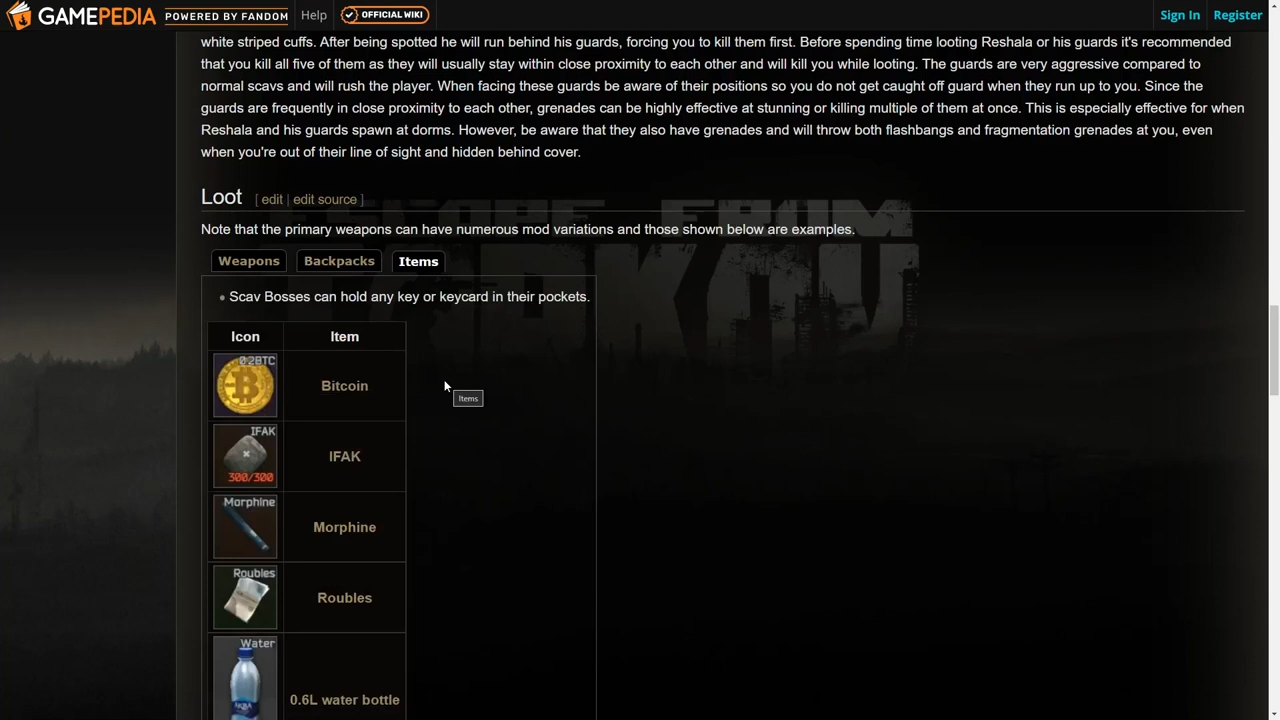 GAMEPEDIA POWERED BY FANDOM Help OFFICIAL WIKI Sign In Register
white striped cuffs. After being spotted he will run behind his guards, forcing you to kill them first. Before spending time looting Reshala or his guards it's recommended
that you kill all five of them as they will usually stay within close proximity to each other and will kill you while looting. The guards are very aggressive compared to
normal scavs and will rush the player. When facing these guards be aware of their positions so you do not get caught off guard when they run up to you. Since the
guards are frequently in close proximity to each other, grenades can be highly effective at stunning or killing multiple of them at once. This is especially effective for when
Reshala and his guards spawn at dorms. However, be aware that they also have grenades and will throw both flashbangs and fragmentation grenades at you, even
when you're out of their line of sight and hidden behind cover.
Loot [ edit | edit source ]
ESCAPE FROM
TARKOV
Note that the primary weapons can have numerous mod variations and those shown below are examples.
Weapons Backpacks Items
Scav Bosses can hold any key or keycard in their pockets.
Icon Item
0.2BTC
Bitcoin
Items
IFAK
IFAK
300/300
Morphine
Morphine
Roubles
Roubles
Water
0.6L water bottle